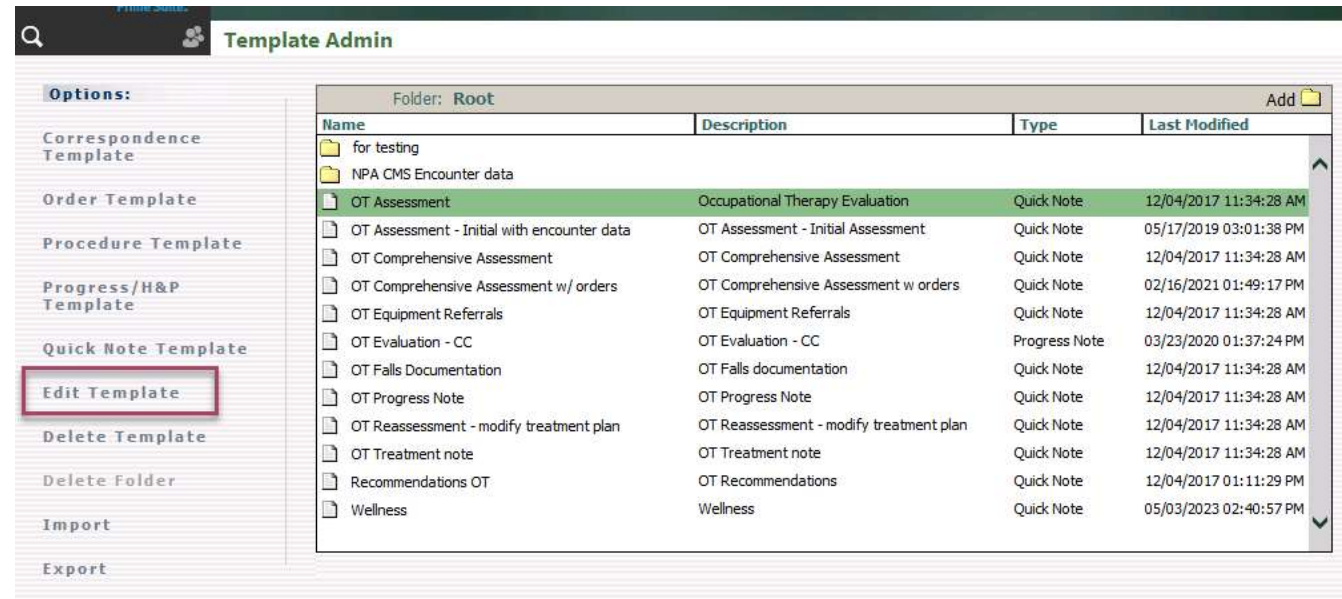 Prime Suite.
Template Admin
Options:
Correspondence
Template
Order Template
Procedure Template
Progress/H&P
Template
Quick Note Template
Edit Template
Delete Template
Delete Folder
Import
Export
Folder: Root Add
Name Description Type Last Modified
for testing
NPA CMS Encounter data
OT Assessment Occupational Therapy Evaluation Quick Note 12/04/2017 11:34:28 AM
OT Assessment - Initial with encounter data OT Assessment - Initial Assessment Quick Note 05/17/2019 03:01:38 PM
OT Comprehensive Assessment OT Comprehensive Assessment Quick Note 12/04/2017 11:34:28 AM
OT Comprehensive Assessment w/ orders OT Comprehensive Assessment w orders Quick Note 02/16/2021 01:49:17 PM
OT Equipment Referrals OT Equipment Referrals Quick Note 12/04/2017 11:34:28 AM
OT Evaluation - CC OT Evaluation - CC Progress Note 03/23/2020 01:37:24 PM
OT Falls Documentation OT Falls documentation Quick Note 12/04/2017 11:34:28 AM
OT Progress Note OT Progress Note Quick Note 12/04/2017 11:34:28 AM
OT Reassessment - modify treatment plan OT Reassessment - modify treatment plan Quick Note 12/04/2017 11:34:28 AM
OT Treatment note OT Treatment note Quick Note 12/04/2017 11:34:28 AM
Recommendations OT OT Recommendations Quick Note 12/04/2017 01:11:29 PM
Wellness Wellness Quick Note 05/03/2023 02:40:57 PM